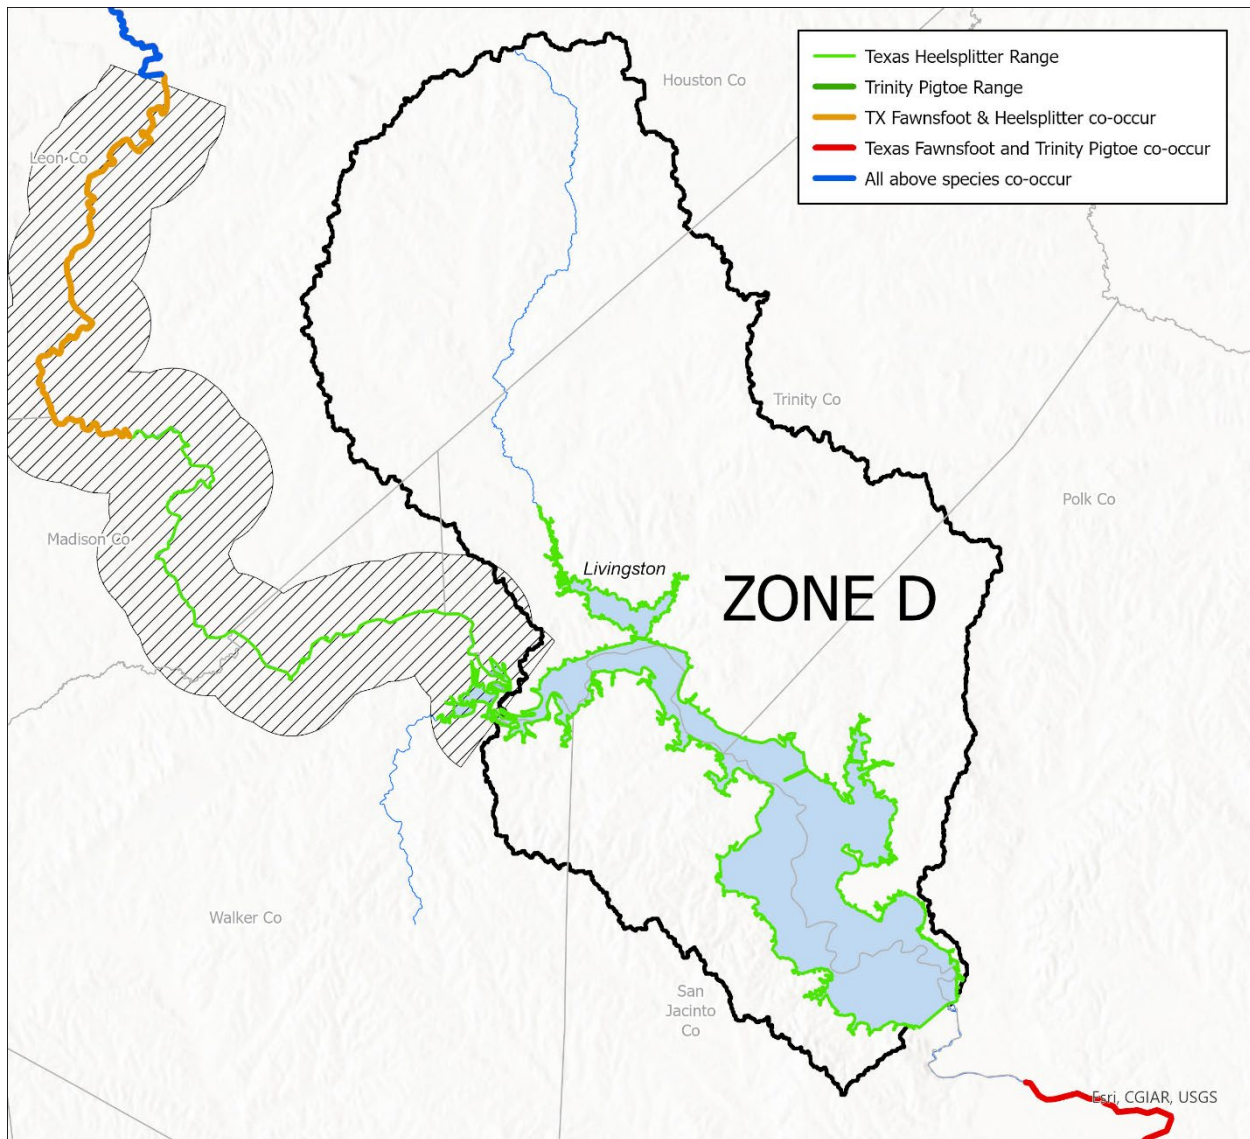 Houston Co
Texas Heelsplitter Range
Trinity Pigtoe Range
TX Fawnsfoot & Heelsplitter co-occur
Texas Fawnsfoot and Trinity Pigtoe co-occur
All above species co-occur
Leon Co
Trinity Co
Polk Co
Madison Co
Livingston
ZONE D
Walker Co
San
Jacinto
Co
Esri, CGIAR, USGS